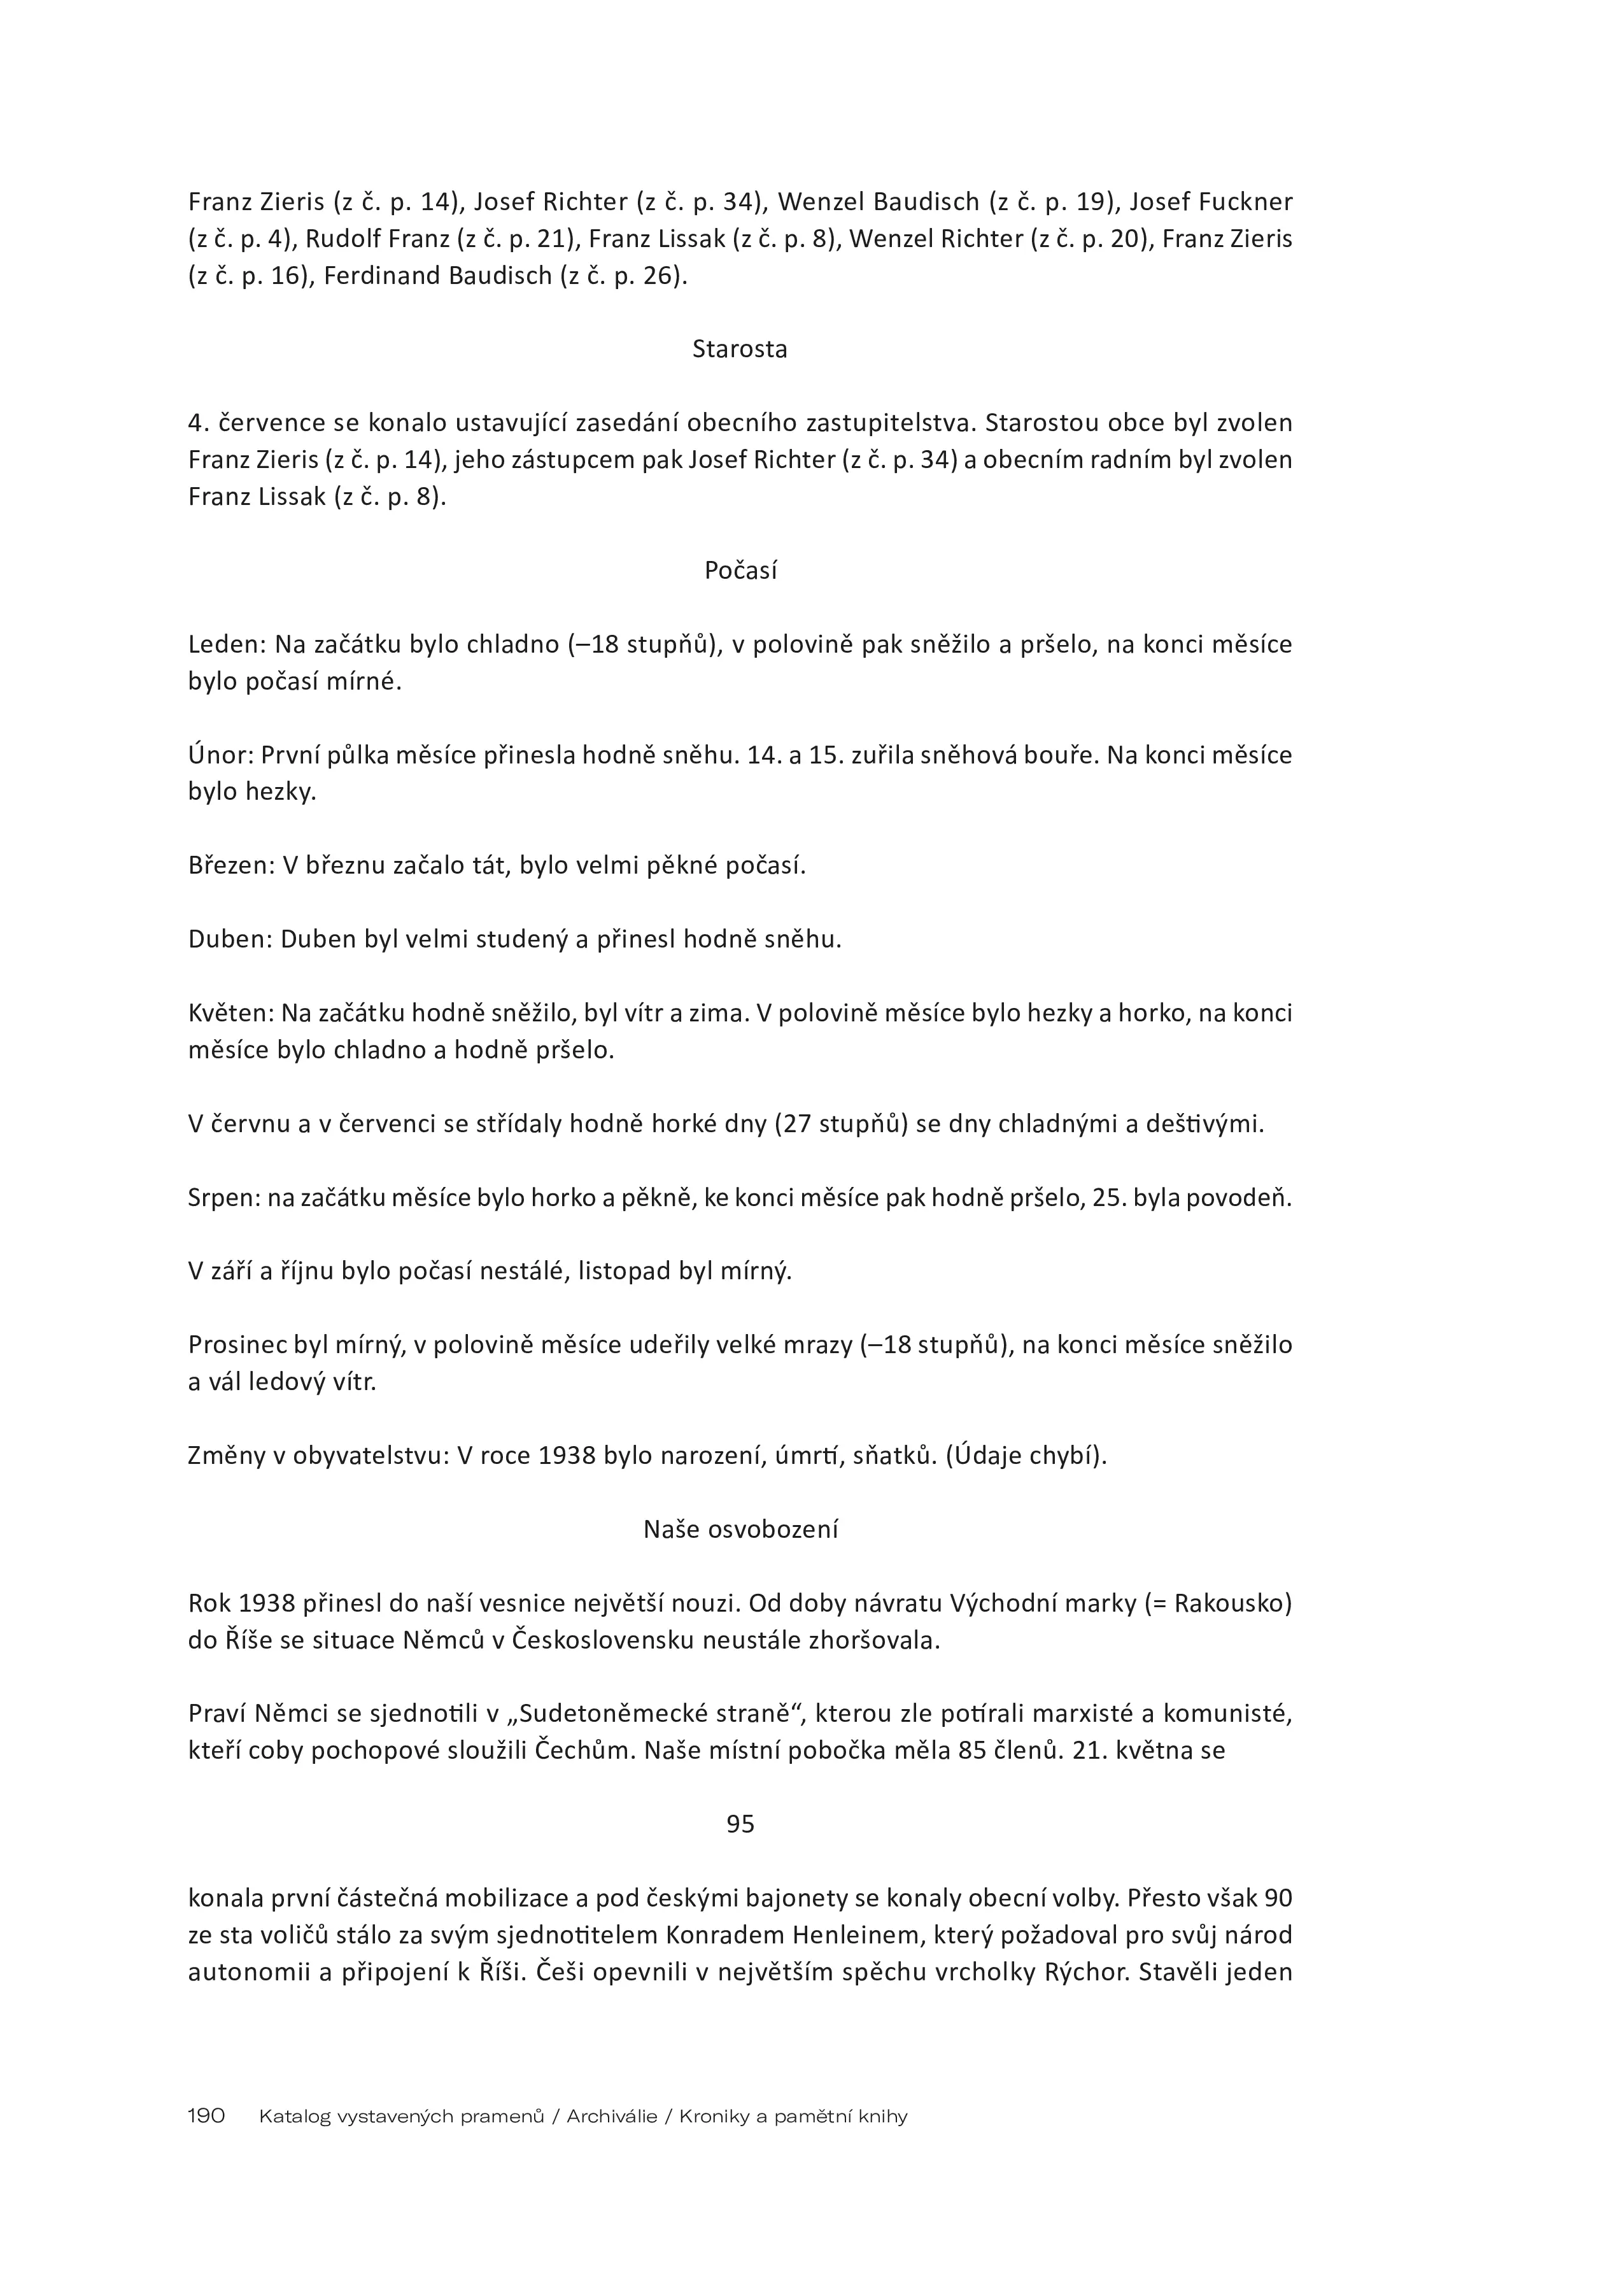 Franz Zieris (z č. p. 14), Josef Richter (z č. p. 34), Wenzel Baudisch (z č. p. 19), Josef Fuckner
(z č. p. 4), Rudolf Franz (z č. p. 21), Franz Lissak (z č. p. 8), Wenzel Richter (z č. p. 20), Franz Zieris
(z č. p. 16), Ferdinand Baudisch (z č. p. 26).
Starosta
4. července se konalo ustavující zasedání obecního zastupitelstva. Starostou obce byl zvolen
Franz Zieris (z č. p. 14), jeho zástupcem pak Josef Richter (z č. p. 34) a obecním radním byl zvolen
Franz Lissak (z č. p. 8).
Počasí
Leden: Na začátku bylo chladno (–18 stupňů), v polovině pak sněžilo a pršelo, na konci měsíce
bylo počasí mírné.
Únor: První půlka měsíce přinesla hodně sněhu. 14. a 15. zuřila sněhová bouře. Na konci měsíce
bylo hezky.
Březen: V březnu začalo tát, bylo velmi pěkné počasí.
Duben: Duben byl velmi studený a přinesl hodně sněhu.
Květen: Na začátku hodně sněžilo, byl vítr a zima. V polovině měsíce bylo hezky a horko, na konci
měsíce bylo chladno a hodně pršelo.
V červnu a v červenci se střídaly hodně horké dny (27 stupňů) se dny chladnými a deštivými.
Srpen: na začátku měsíce bylo horko a pěkně, ke konci měsíce pak hodně pršelo, 25. byla povodeň.
V září a říjnu bylo počasí nestálé, listopad byl mírný.
Prosinec byl mírný, v polovině měsíce udeřily velké mrazy (–18 stupňů), na konci měsíce sněžilo
a vál ledový vítr.
Změny v obyvatelstvu: V roce 1938 bylo narození, úmrtí, sňatků. (Údaje chybí).
Naše osvobození
Rok 1938 přinesl do naší vesnice největší nouzi. Od doby návratu Východní marky (= Rakousko)
do Říše se situace Němců v Československu neustále zhoršovala.
Praví Němci se sjednotili v „Sudetoněmecké straně“, kterou zle potírali marxisté a komunisté,
kteří coby pochopové sloužili Čechům. Naše místní pobočka měla 85 členů. 21. května se
95
konala první částečná mobilizace a pod českými bajonety se konaly obecní volby. Přesto však 90
ze sta voličů stálo za svým sjednotitelem Konradem Henleinem, který požadoval pro svůj národ
autonomii a připojení k Říši. Češi opevnili v největším spěchu vrcholky Rýchor. Stavěli jeden
190 Katalog vystavených pramenů / Archiválie / Kroniky a pamětní knihy